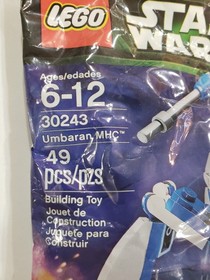 LEGO
STAR
WAR
Ages/edades
6-12
30243
Umbaran MHC™
49
pcs/pzs
Building Toy
Jouet de
Construction
Juguete para
Construir